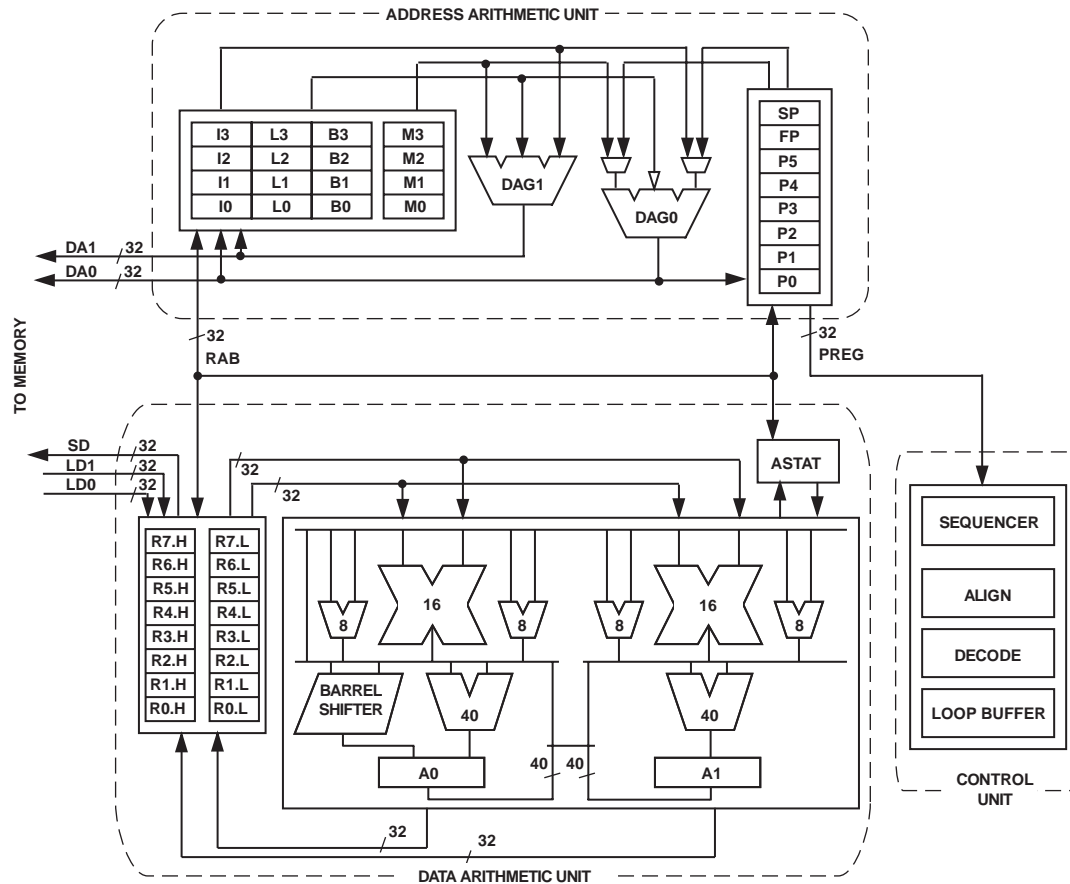 ADDRESS ARITHMETIC UNIT
I3 L3 B3 M3
I2 L2 B2 M2
I1 L1 B1 M1
I0 L0 B0 M0
DAG1
DAG0
SP
FP
P5
P4
P3
P2
P1
P0
DA1 32
DA0 32
TO MEMORY
32
RAB
32
PREG
SD 32
LD1 32
LD0 32
32
32
ASTAT
R7.H R7.L
R6.H R6.L
R5.H R5.L
R4.H R4.L
R3.H R3.L
R2.H R2.L
R1.H R1.L
R0.H R0.L
16
8
8
16
8
8
BARREL
SHIFTER
40
40
A0
40
40
A1
32
32
DATA ARITHMETIC UNIT
SEQUENCER
ALIGN
DECODE
LOOP BUFFER
CONTROL
UNIT